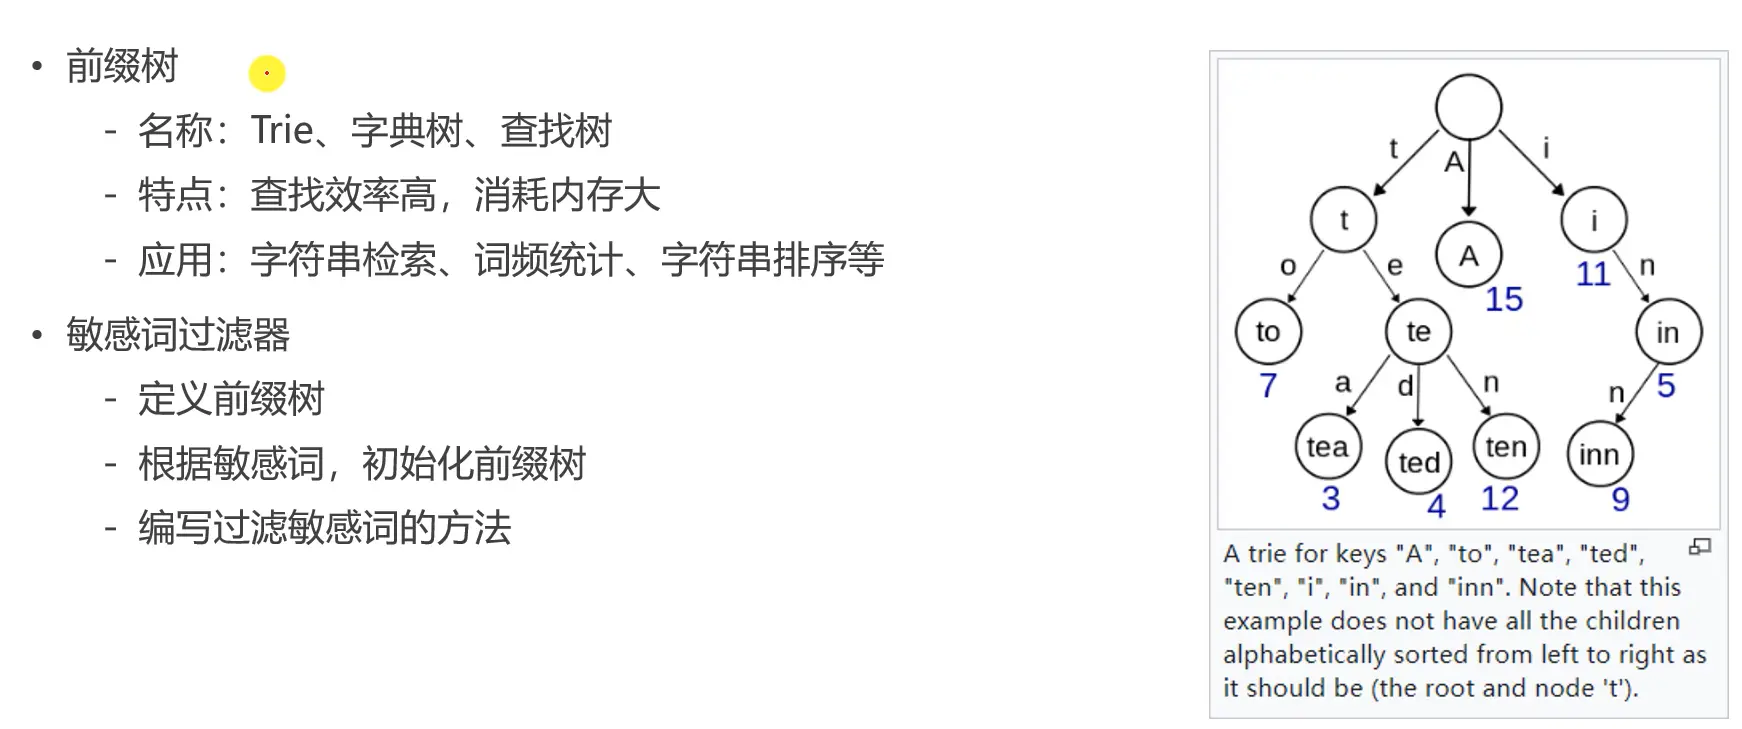 • 前缀树
- 名称：Trie、字典树、查找树
- 特点：查找效率高，消耗内存大
- 应用：字符串检索、词频统计、字符串排序等
• 敏感词过滤器
- 定义前缀树
- 根据敏感词，初始化前缀树
- 编写过滤敏感词的方法
t A i
t A i
15 11
o e n
to te in
7 5
a d n n
tea ted ten inn
3 4 12 9
A trie for keys "A", "to", "tea", "ted",
"ten", "i", "in", and "inn". Note that this
example does not have all the children
alphabetically sorted from left to right as
it should be (the root and node 't').